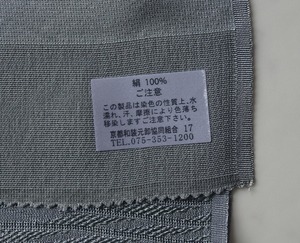 絹 100%
ご注意
この製品は染色の性質上、水
濡れ、汗、摩擦により色落ち
移染しますのでご注意下さい
京都和装元卸協同組合 17
TEL.075-353-1200